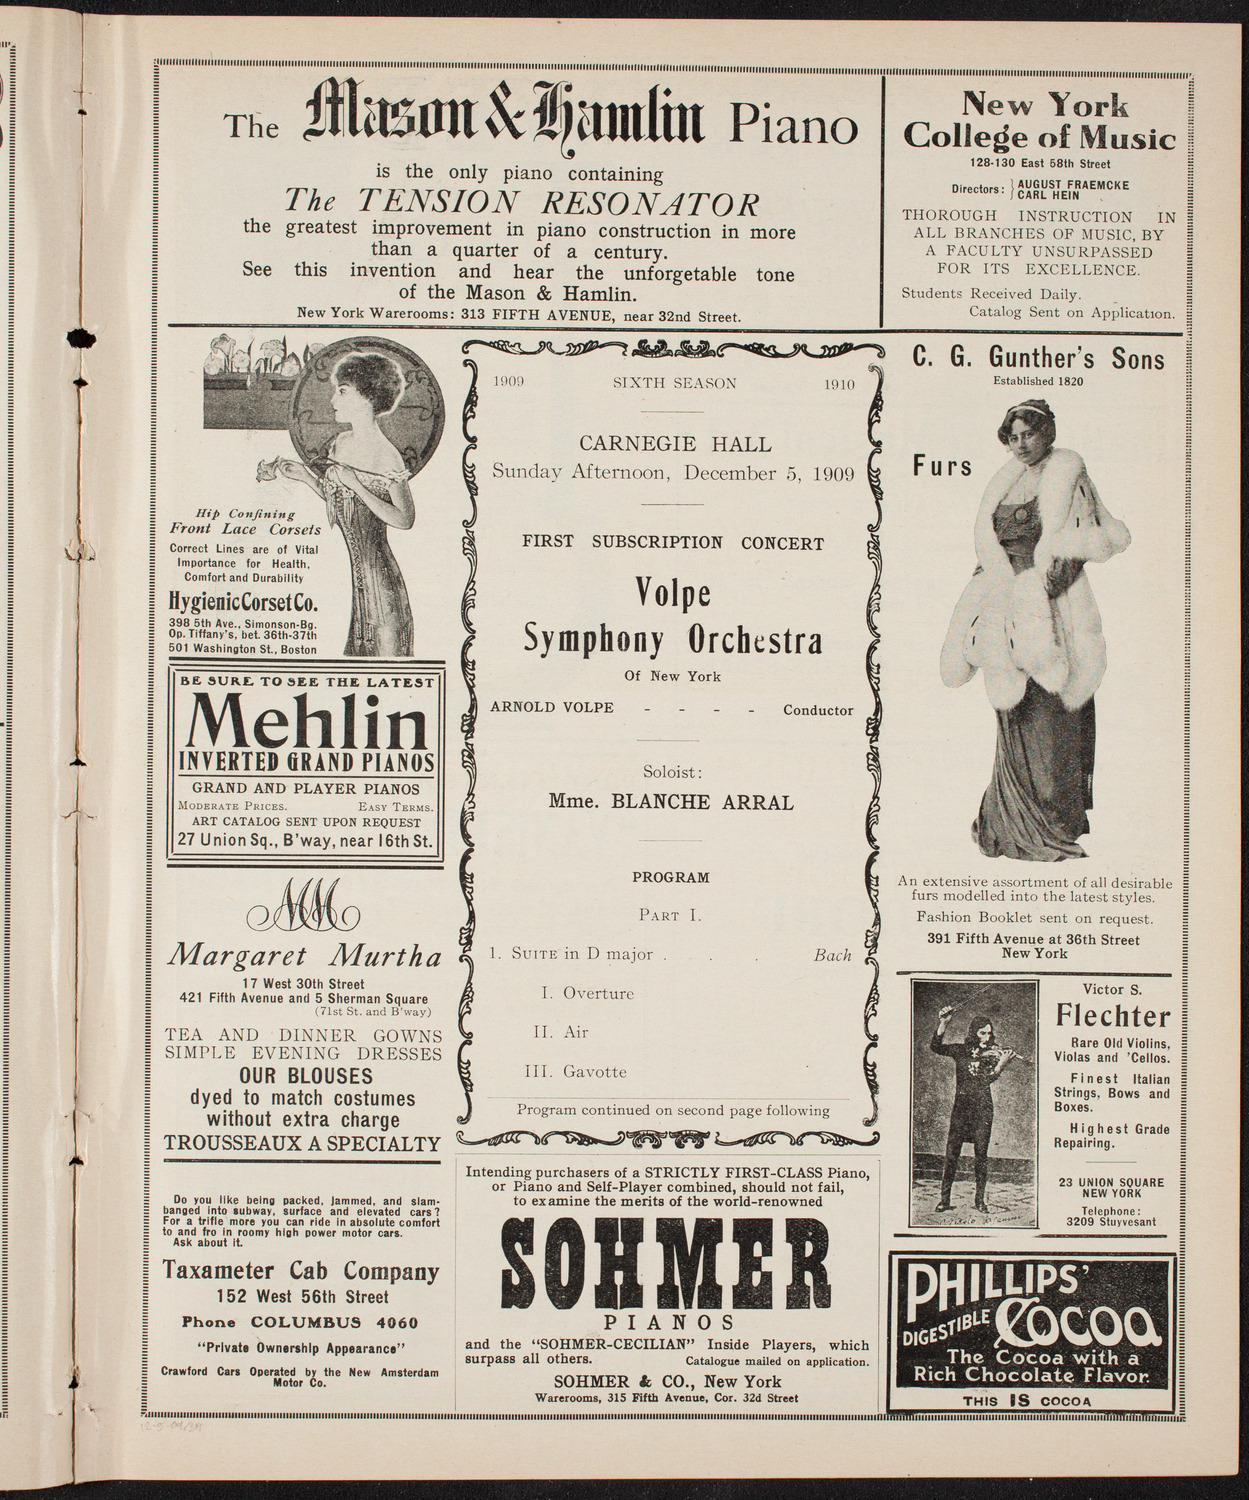 The Mason & Hamlin Piano
is the only piano containing
The TENSION RESONATOR
the greatest improvement in piano construction in more
than a quarter of a century.
See this invention and hear the unforgetable tone
of the Mason & Hamlin.
New York Warerooms: 313 FIFTH AVENUE, near 32nd Street.
New York
College of Music
128-130 East 58th Street
Directors: } AUGUST FRAEMCKE
CARL HEIN
THOROUGH INSTRUCTION IN
ALL BRANCHES OF MUSIC, BY
A FACULTY UNSURPASSED
FOR ITS EXCELLENCE.
Students Received Daily.
Catalog Sent on Application.
Hip Confining
Front Lace Corsets
Correct Lines are of Vital
Importance for Health,
Comfort and Durability
Hygienic Corset Co.
398 5th Ave., Simonson-Bg.
Op. Tiffany's, bet. 36th-37th
501 Washington St., Boston
BE SURE TO SEE THE LATEST
Mehlin
INVERTED GRAND PIANOS
GRAND AND PLAYER PIANOS
MODERATE PRICES. EASY TERMS.
ART CATALOG SENT UPON REQUEST
27 Union Sq., B'way, near 16th St.
MM
Margaret Murtha
17 West 30th Street
421 Fifth Avenue and 5 Sherman Square
(71st St. and B'way)
TEA AND DINNER GOWNS
SIMPLE EVENING DRESSES
OUR BLOUSES
dyed to match costumes
without extra charge
TROUSSEAUX A SPECIALTY
Do you like being packed, jammed, and slam-
banged into subway, surface and elevated cars?
For a trifle more you can ride in absolute comfort
to and fro in roomy high power motor cars.
Ask about it.
Taxameter Cab Company
152 West 56th Street
Phone COLUMBUS 4060
"Private Ownership Appearance"
Crawford Cars Operated by the New Amsterdam
Motor Co.
1909 SIXTH SEASON 1910
CARNEGIE HALL
Sunday Afternoon, December 5, 1909
FIRST SUBSCRIPTION CONCERT
Volpe
Symphony Orchestra
Of New York
ARNOLD VOLPE - - - - Conductor
Soloist:
Mme. BLANCHE ARRAL
PROGRAM
PART I.
1. SUITE in D major . . . Bach
I. Overture
II. Air
III. Gavotte
Program continued on second page following
Intending purchasers of a STRICTLY FIRST-CLASS Piano,
or Piano and Self-Player combined, should not fail,
to examine the merits of the world-renowned
SOHMER
PIANOS
and the "SOHMER-CECILIAN" Inside Players, which
surpass all others. Catalogue mailed on application.
SOHMER & CO., New York
Warerooms, 315 Fifth Avenue, Cor. 32d Street
C. G. Gunther's Sons
Established 1820
Furs
An extensive assortment of all desirable
furs modelled into the latest styles.
Fashion Booklet sent on request.
391 Fifth Avenue at 36th Street
New York
Victor S.
Flechter
Rare Old Violins,
Violas and 'Cellos.
Finest Italian
Strings, Bows and
Boxes.
Highest Grade
Repairing.
23 UNION SQUARE
NEW YORK
Telephone:
3209 Stuyvesant
PHILLIPS'
DIGESTIBLE COCOA
The Cocoa with a
Rich Chocolate Flavor.
THIS IS COCOA